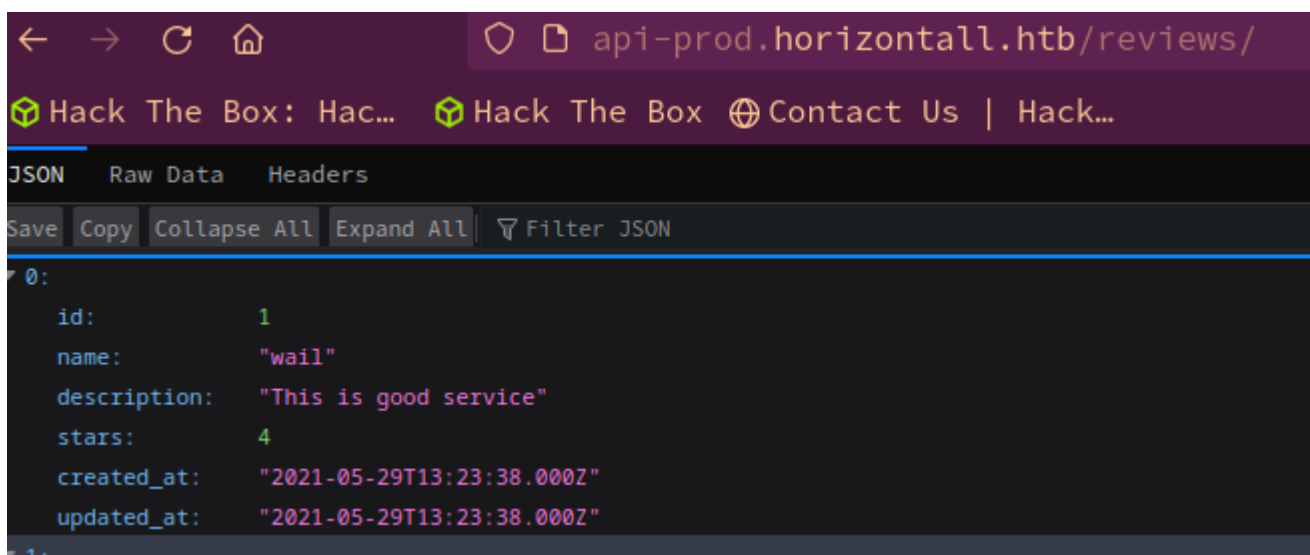 api-prod.horizontall.htb/reviews/
Hack The Box: Hac… Hack The Box Contact Us | Hack…
JSON Raw Data Headers
Save Copy Collapse All Expand All Filter JSON
0:
id: 1
name: "wail"
description: "This is good service"
stars: 4
created_at: "2021-05-29T13:23:38.000Z"
updated_at: "2021-05-29T13:23:38.000Z"
1: